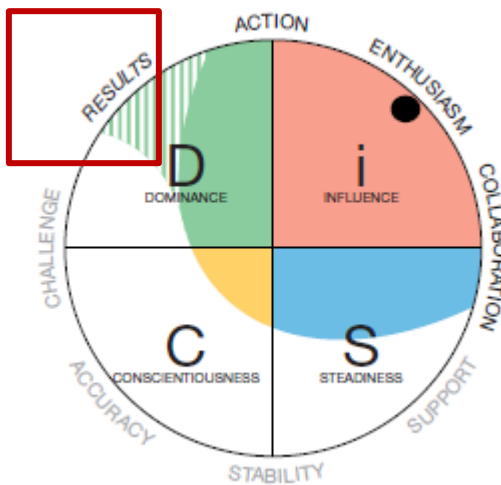 ACTION
RESULTS
ENTHUSIASM
D
DOMINANCE
i
INFLUENCE
CHALLENGE
COLLABORATION
C
CONSCIENTIOUSNESS
S
STEADINESS
ACCURACY
SUPPORT
STABILITY